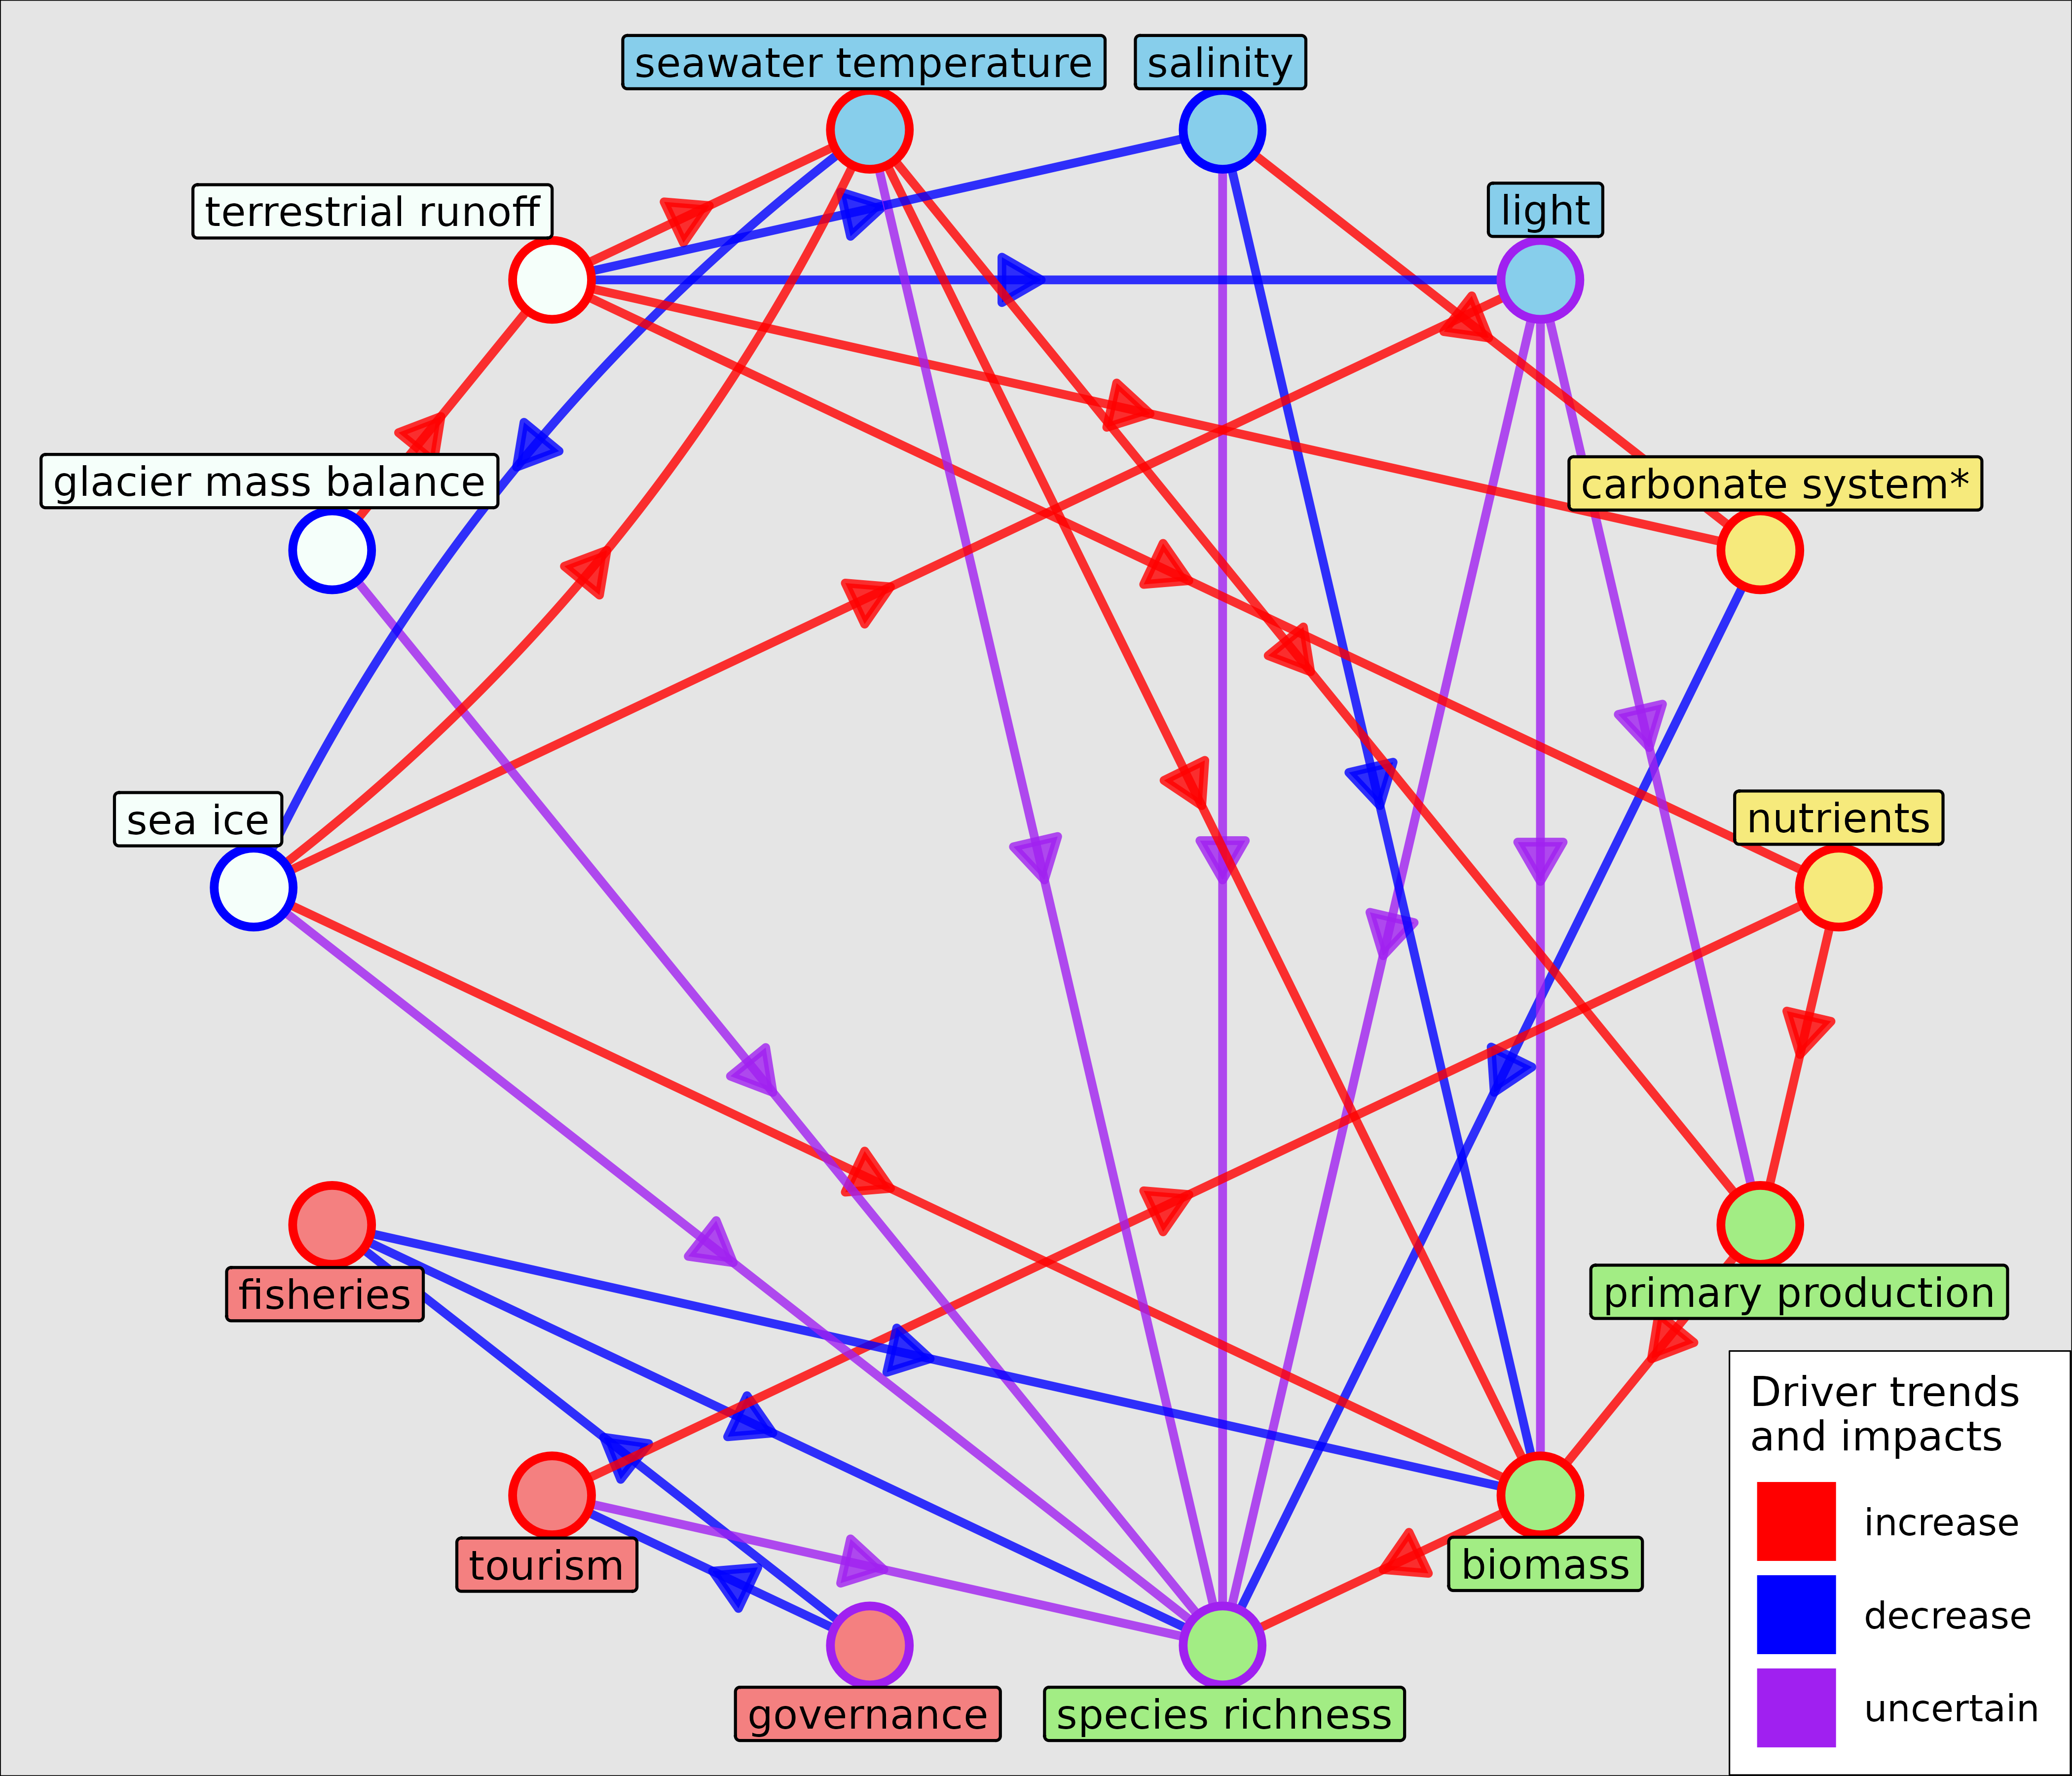 seawater temperature
salinity
terrestrial runoff
light
glacier mass balance
carbonate system*
sea ice
nutrients
fisheries
primary production
tourism
biomass
governance
species richness
Driver trends
and impacts
increase
decrease
uncertain